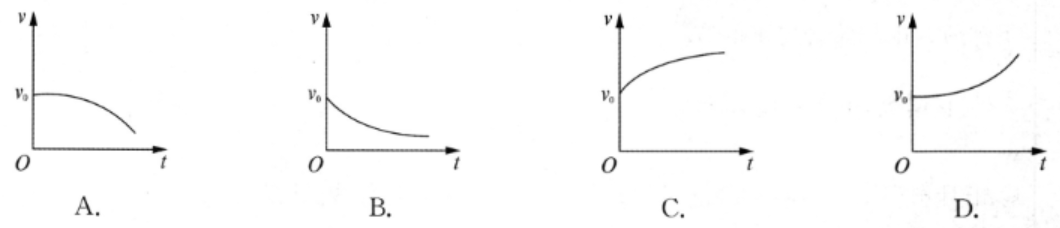 v v v v
v₀ v₀ v₀ v₀
O t O t O t O t
A. B. C. D.